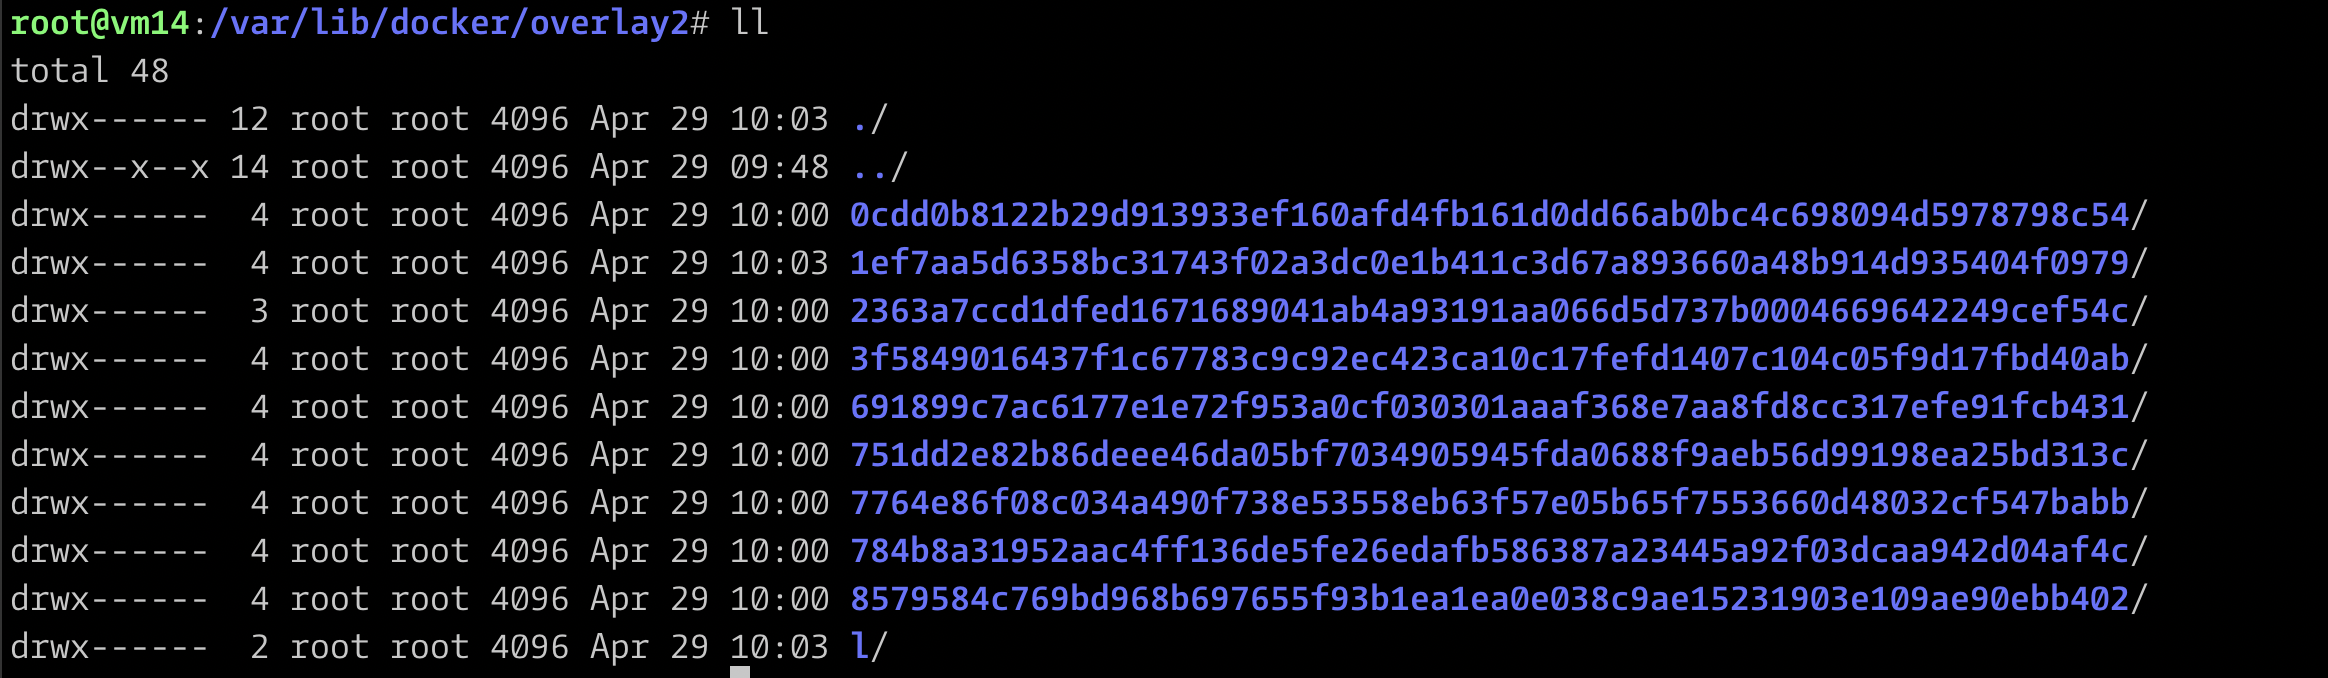 root@vm14:/var/lib/docker/overlay2# ll
total 48
drwx------ 12 root root 4096 Apr 29 10:03 ./
drwx--x--x 14 root root 4096 Apr 29 09:48 ../
drwx------  4 root root 4096 Apr 29 10:00 0cdd0b8122b29d913933ef160afd4fb161d0dd66ab0bc4c698094d5978798c54/
drwx------  4 root root 4096 Apr 29 10:03 1ef7aa5d6358bc31743f02a3dc0e1b411c3d67a893660a48b914d935404f0979/
drwx------  3 root root 4096 Apr 29 10:00 2363a7ccd1dfed1671689041ab4a93191aa066d5d737b0004669642249cef54c/
drwx------  4 root root 4096 Apr 29 10:00 3f5849016437f1c67783c9c92ec423ca10c17fefd1407c104c05f9d17fbd40ab/
drwx------  4 root root 4096 Apr 29 10:00 691899c7ac6177e1e72f953a0cf030301aaaf368e7aa8fd8cc317efe91fcb431/
drwx------  4 root root 4096 Apr 29 10:00 751dd2e82b86deee46da05bf7034905945fda0688f9aeb56d99198ea25bd313c/
drwx------  4 root root 4096 Apr 29 10:00 7764e86f08c034a490f738e53558eb63f57e05b65f7553660d48032cf547babb/
drwx------  4 root root 4096 Apr 29 10:00 784b8a31952aac4ff136de5fe26edafb586387a23445a92f03dcaa942d04af4c/
drwx------  4 root root 4096 Apr 29 10:00 8579584c769bd968b697655f93b1ea1ea0e038c9ae15231903e109ae90ebb402/
drwx------  2 root root 4096 Apr 29 10:03 l/